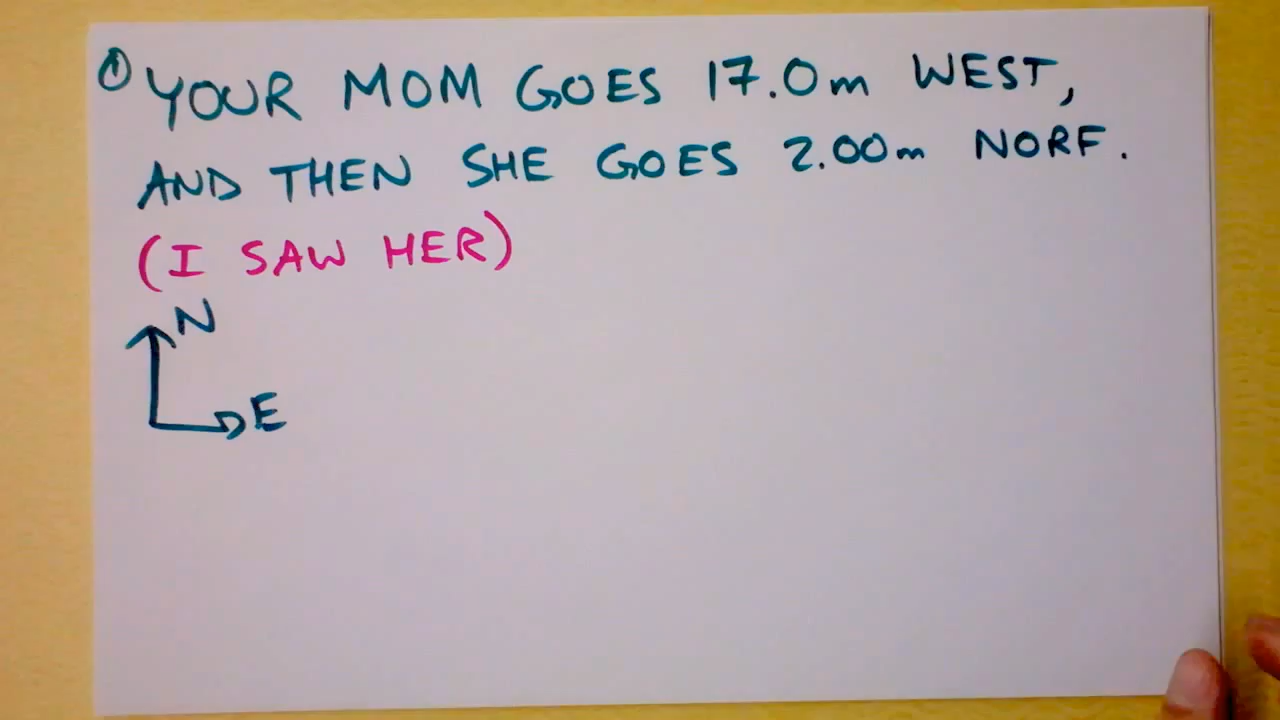 ① YOUR MOM GOES 17.0m WEST,
AND THEN SHE GOES 2.00m NORF.
(I SAW HER)
N
E